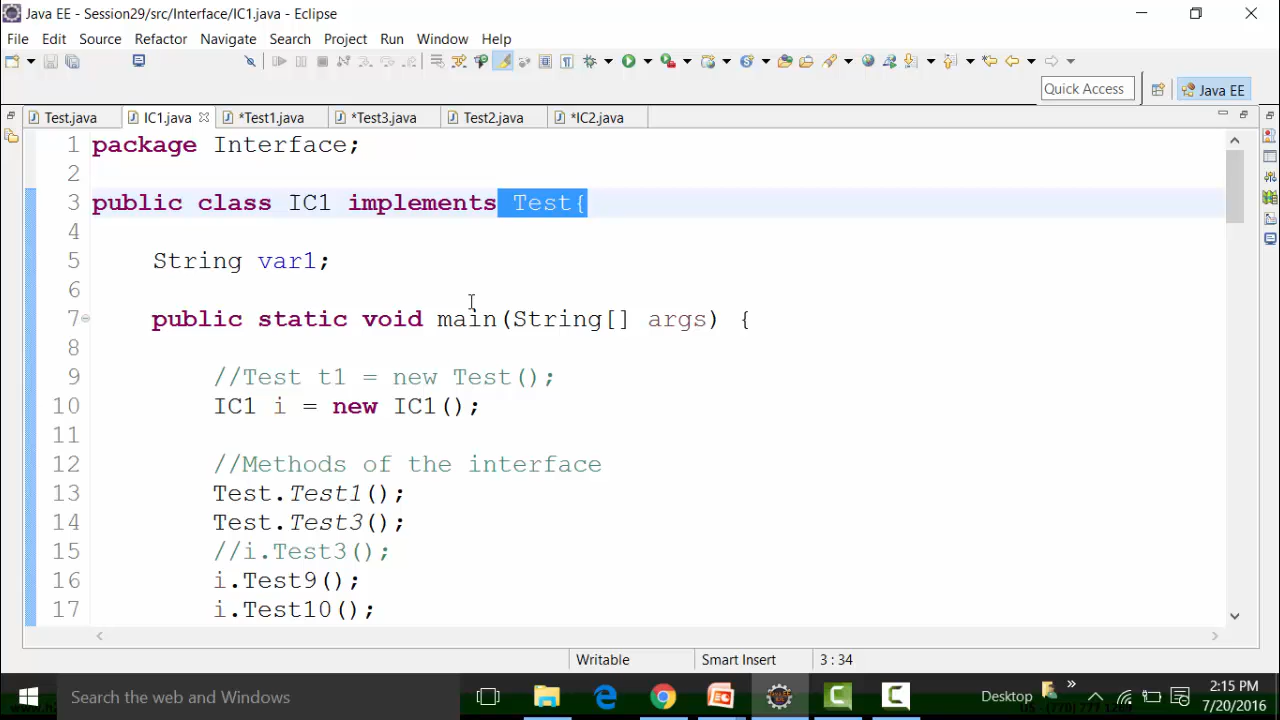 Java EE - Session29/src/Interface/IC1.java - Eclipse
File Edit Source Refactor Navigate Search Project Run Window Help
Quick Access Java EE
Test.java IC1.java *Test1.java *Test3.java Test2.java *IC2.java
1 package Interface;
2
3 public class IC1 implements Test{
4
5 String var1;
6
7 public static void main(String[] args) {
8
9 //Test t1 = new Test();
10 IC1 i = new IC1();
11
12 //Methods of the interface
13 Test.Test1();
14 Test.Test3();
15 //i.Test3();
16 i.Test9();
17 i.Test10();
Writable Smart Insert 3 : 34
Search the web and Windows
Desktop
2:15 PM
7/20/2016